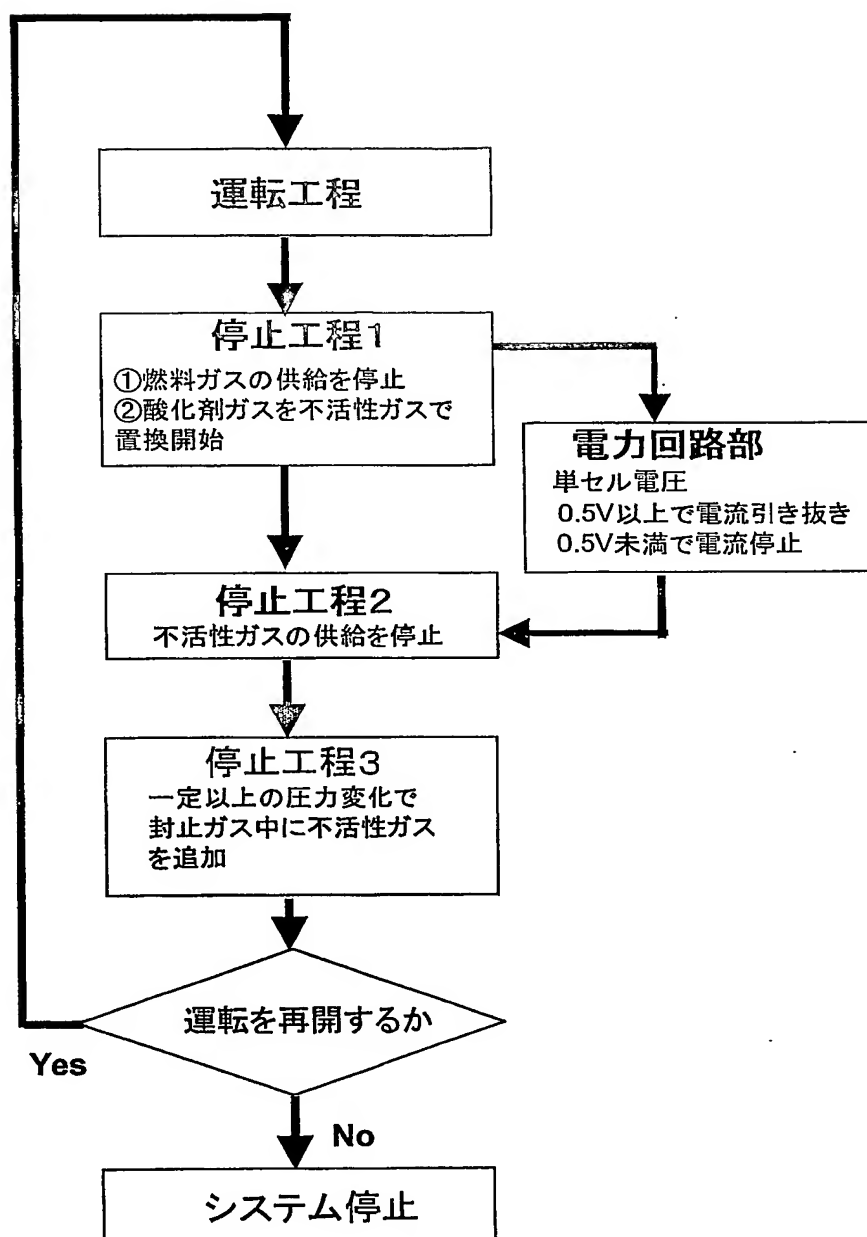 運転工程
停止工程1
①燃料ガスの供給を停止
②酸化剤ガスを不活性ガスで
置換開始
電力回路部
単セル電圧
0.5V以上で電流引き抜き
0.5V未満で電流停止
停止工程2
不活性ガスの供給を停止
停止工程3
一定以上の圧力変化で
封止ガス中に不活性ガス
を追加
運転を再開するか
Yes
No
システム停止